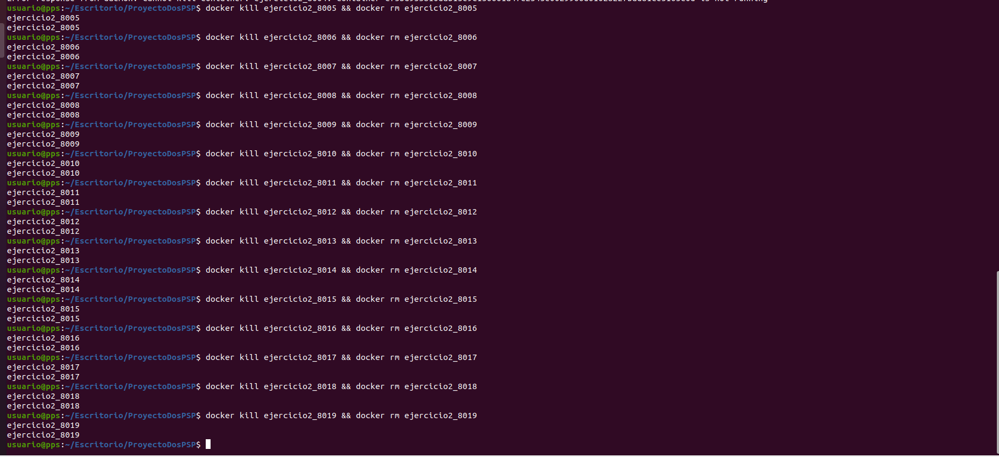 usuario@pps:~/Escritorio/ProyectoDosPSP$ docker kill ejercicio2_8005 && docker rm ejercicio2_8005
ejercicio2_8005
ejercicio2_8005
usuario@pps:~/Escritorio/ProyectoDosPSP$ docker kill ejercicio2_8006 && docker rm ejercicio2_8006
ejercicio2_8006
ejercicio2_8006
usuario@pps:~/Escritorio/ProyectoDosPSP$ docker kill ejercicio2_8007 && docker rm ejercicio2_8007
ejercicio2_8007
ejercicio2_8007
usuario@pps:~/Escritorio/ProyectoDosPSP$ docker kill ejercicio2_8008 && docker rm ejercicio2_8008
ejercicio2_8008
ejercicio2_8008
usuario@pps:~/Escritorio/ProyectoDosPSP$ docker kill ejercicio2_8009 && docker rm ejercicio2_8009
ejercicio2_8009
ejercicio2_8009
usuario@pps:~/Escritorio/ProyectoDosPSP$ docker kill ejercicio2_8010 && docker rm ejercicio2_8010
ejercicio2_8010
ejercicio2_8010
usuario@pps:~/Escritorio/ProyectoDosPSP$ docker kill ejercicio2_8011 && docker rm ejercicio2_8011
ejercicio2_8011
ejercicio2_8011
usuario@pps:~/Escritorio/ProyectoDosPSP$ docker kill ejercicio2_8012 && docker rm ejercicio2_8012
ejercicio2_8012
ejercicio2_8012
usuario@pps:~/Escritorio/ProyectoDosPSP$ docker kill ejercicio2_8013 && docker rm ejercicio2_8013
ejercicio2_8013
ejercicio2_8013
usuario@pps:~/Escritorio/ProyectoDosPSP$ docker kill ejercicio2_8014 && docker rm ejercicio2_8014
ejercicio2_8014
ejercicio2_8014
usuario@pps:~/Escritorio/ProyectoDosPSP$ docker kill ejercicio2_8015 && docker rm ejercicio2_8015
ejercicio2_8015
ejercicio2_8015
usuario@pps:~/Escritorio/ProyectoDosPSP$ docker kill ejercicio2_8016 && docker rm ejercicio2_8016
ejercicio2_8016
ejercicio2_8016
usuario@pps:~/Escritorio/ProyectoDosPSP$ docker kill ejercicio2_8017 && docker rm ejercicio2_8017
ejercicio2_8017
ejercicio2_8017
usuario@pps:~/Escritorio/ProyectoDosPSP$ docker kill ejercicio2_8018 && docker rm ejercicio2_8018
ejercicio2_8018
ejercicio2_8018
usuario@pps:~/Escritorio/ProyectoDosPSP$ docker kill ejercicio2_8019 && docker rm ejercicio2_8019
ejercicio2_8019
ejercicio2_8019
usuario@pps:~/Escritorio/ProyectoDosPSP$